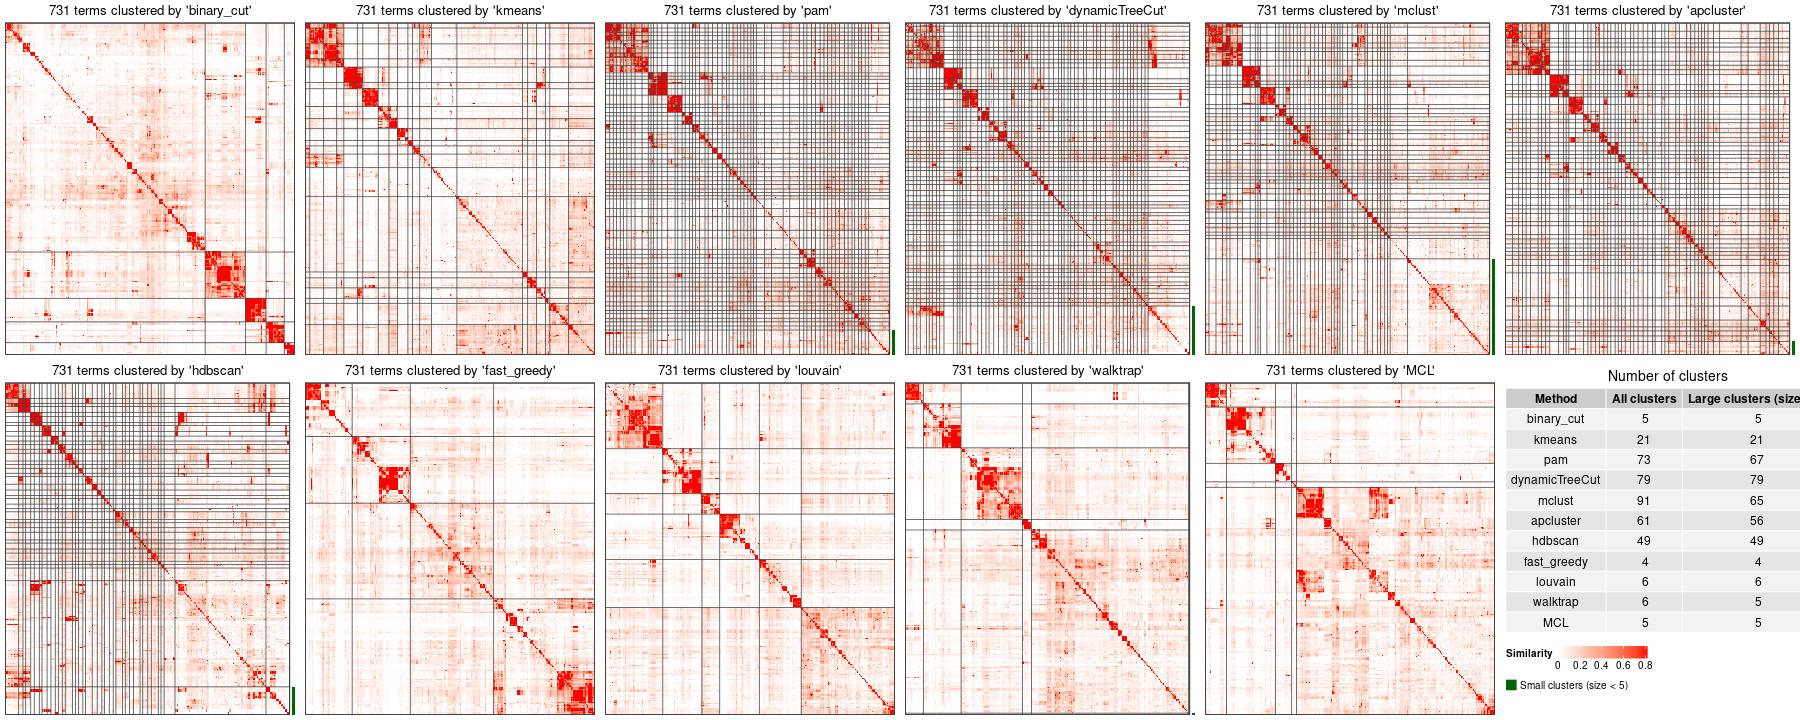 731 terms clustered by 'binary_cut'
731 terms clustered by 'kmeans'
731 terms clustered by 'pam'
731 terms clustered by 'dynamicTreeCut'
731 terms clustered by 'mclust'
731 terms clustered by 'apcluster'
731 terms clustered by 'hdbscan'
731 terms clustered by 'fast_greedy'
731 terms clustered by 'louvain'
731 terms clustered by 'walktrap'
731 terms clustered by 'MCL'
Number of clusters
Method All clusters Large clusters (size
binary_cut 5 5
kmeans 21 21
pam 73 67
dynamicTreeCut 79 79
mclust 91 65
apcluster 61 56
hdbscan 49 49
fast_greedy 4 4
louvain 6 6
walktrap 6 5
MCL 5 5
Similarity
0 0.2 0.4 0.6 0.8
Small clusters (size < 5)